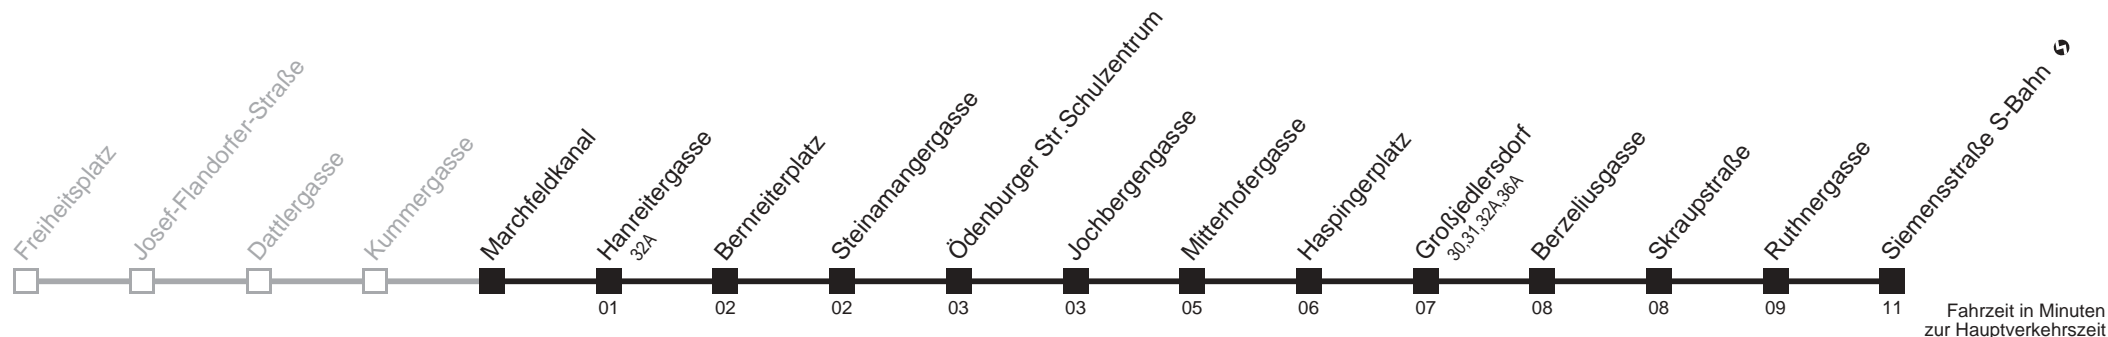 Freiheitsplatz
Josef-Flandorfer-Straße
Dattlergasse
Kummergasse
Marchfeldkanal
Hanreitergasse
32A
Bernreiterplatz
Steinamangergasse
Ödenburger Str.Schulzentrum
Jochbergengasse
Mitterhofergasse
Haspingerplatz
Großjedlersdorf
30,31,32A,36A
Berzeliusgasse
Skraupstraße
Ruthnergasse
Siemensstraße S-Bahn
01 02 02 03 03 05 06 07 08 08 09 11
Fahrzeit in Minuten
zur Hauptverkehrszeit